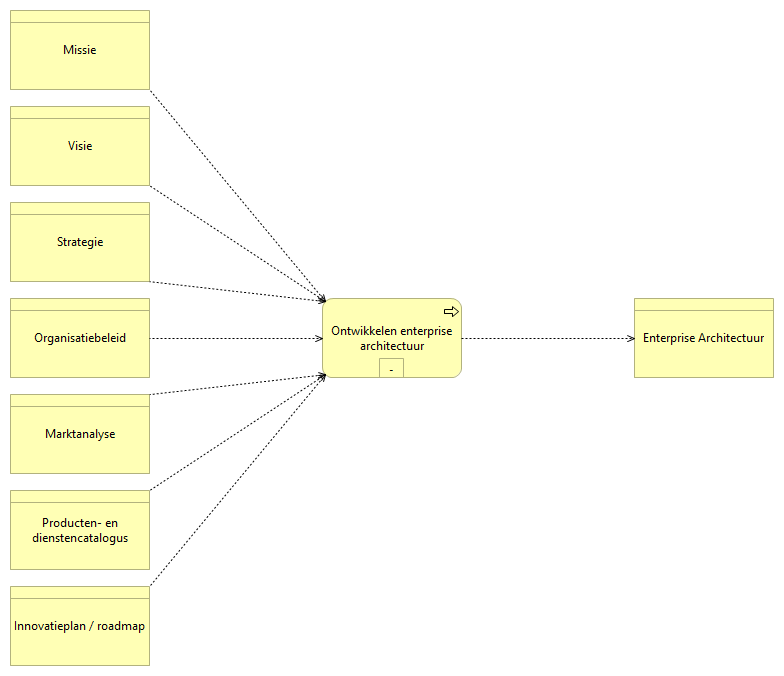 Missie
Visie
Strategie
Organisatiebeleid
Marktanalyse
Producten- en
dienstencatalogus
Innovatieplan / roadmap
Ontwikkelen enterprise
architectuur
-
Enterprise Architectuur